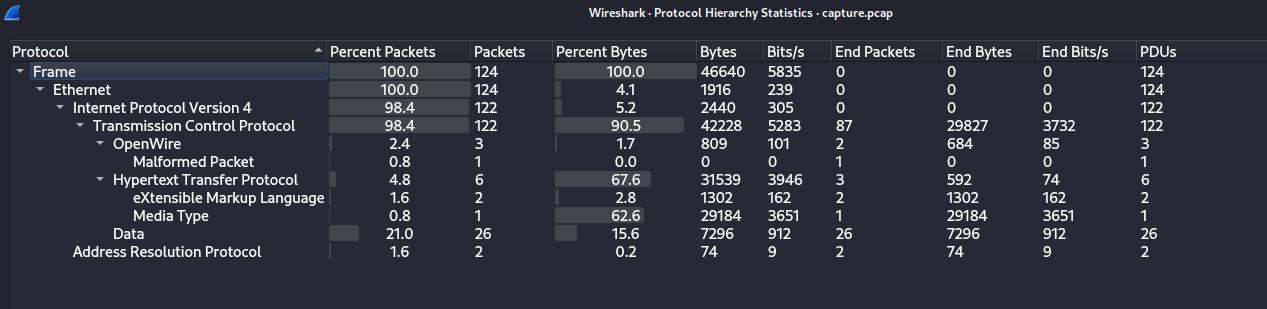 Wireshark · Protocol Hierarchy Statistics · capture.pcap
Protocol Percent Packets Packets Percent Bytes Bytes Bits/s End Packets End Bytes End Bits/s PDUs
Frame 100.0 124 100.0 46640 5835 0 0 0 124
Ethernet 100.0 124 4.1 1916 239 0 0 0 124
Internet Protocol Version 4 98.4 122 5.2 2440 305 0 0 0 122
Transmission Control Protocol 98.4 122 90.5 42228 5283 87 29827 3732 122
OpenWire 2.4 3 1.7 809 101 2 684 85 3
Malformed Packet 0.8 1 0.0 0 0 1 0 0 1
Hypertext Transfer Protocol 4.8 6 67.6 31539 3946 3 592 74 6
eXtensible Markup Language 1.6 2 2.8 1302 162 2 1302 162 2
Media Type 0.8 1 62.6 29184 3651 1 29184 3651 1
Data 21.0 26 15.6 7296 912 26 7296 912 26
Address Resolution Protocol 1.6 2 0.2 74 9 2 74 9 2